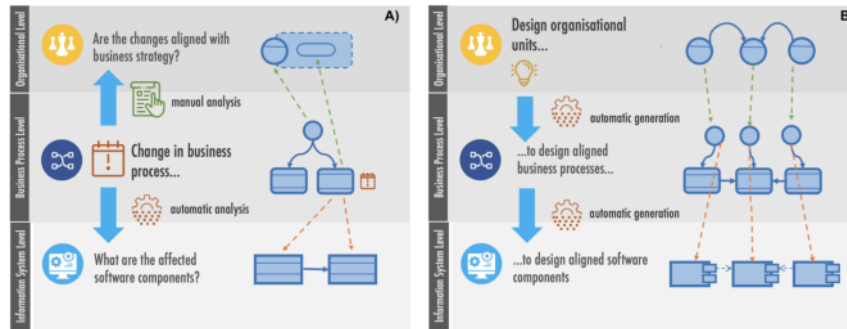 A)
Organisational Level
Are the changes aligned with
business strategy?
manual analysis
Business Process Level
Change in business
process...
automatic analysis
Information System Level
What are the affected
software components?
B
Organisational Level
Design organisational
units...
automatic generation
Business Process Level
...to design aligned
business processes...
automatic generation
Information System Level
...to design aligned software
components